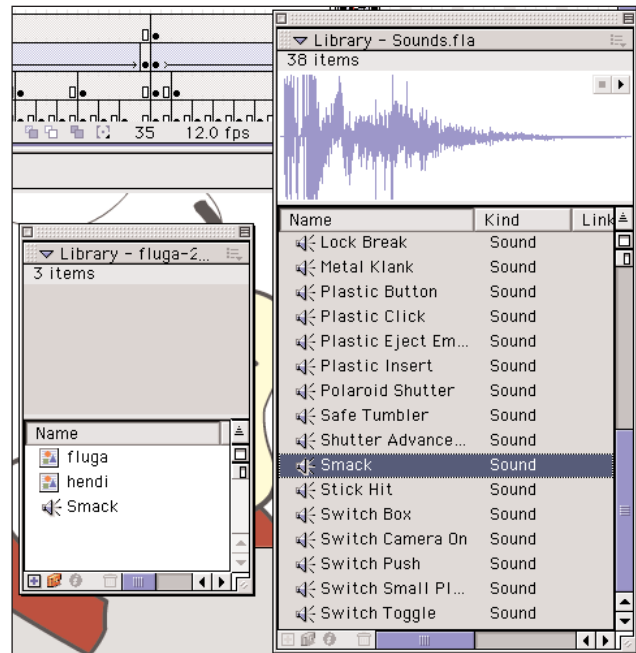 Library - Sounds.fla
38 items
35 12.0 fps
Name Kind Link
Lock Break Sound
Metal Klank Sound
Plastic Button Sound
Plastic Click Sound
Plastic Eject Em... Sound
Plastic Insert Sound
Polaroid Shutter Sound
Safe Tumbler Sound
Shutter Advance... Sound
Smack Sound
Stick Hit Sound
Switch Box Sound
Switch Camera On Sound
Switch Push Sound
Switch Small Pl... Sound
Switch Toggle Sound
Library - fluga-2...
3 items
Name
fluga
hendi
Smack